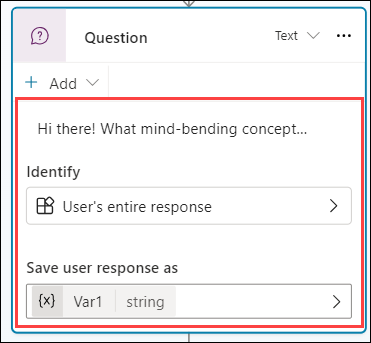 Question Text ...
+ Add
Hi there! What mind-bending concept...
Identify
User's entire response
Save user response as
{x} Var1 string